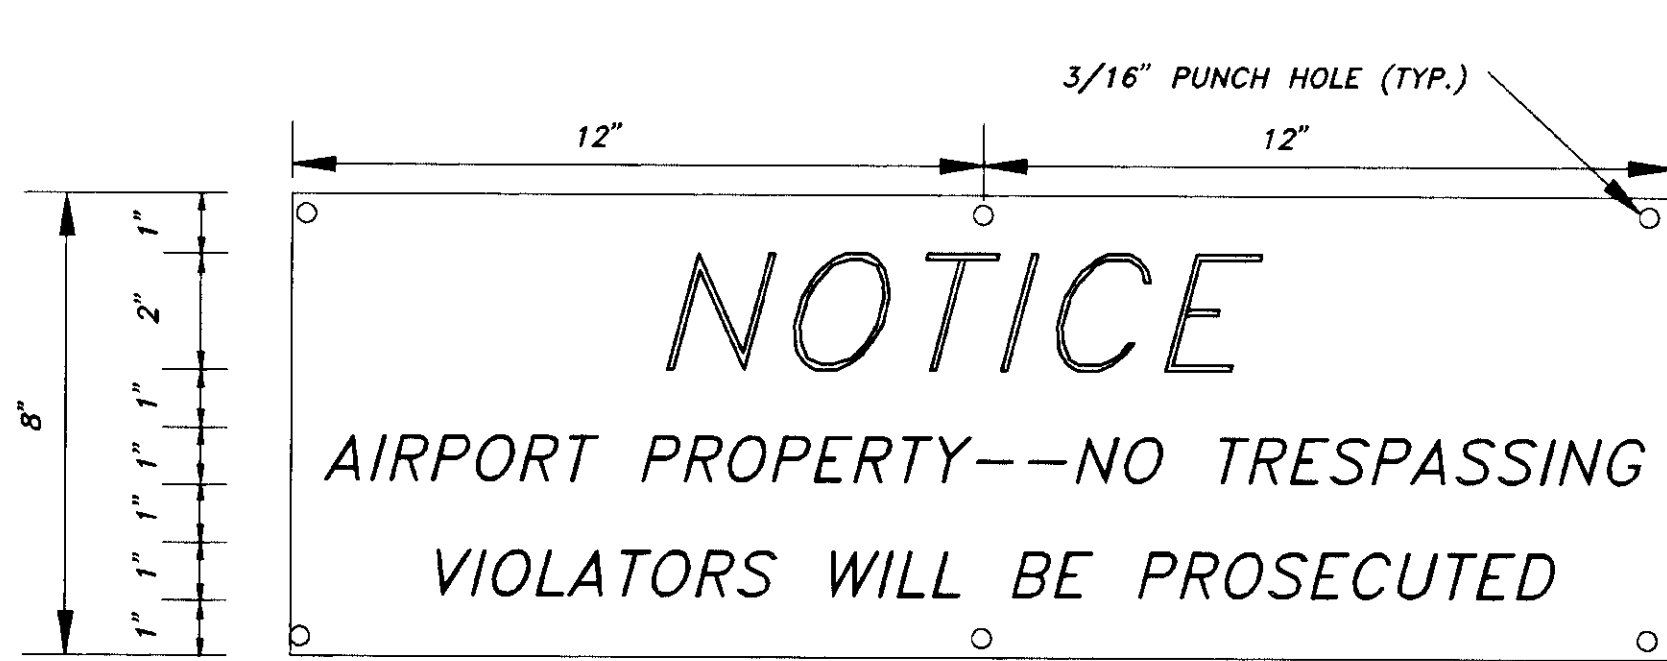 3/16" PUNCH HOLE (TYP.)
12" 12"
1"
2"
1"
8"
1"
1"
1"
1"
NOTICE
AIRPORT PROPERTY--NO TRESPASSING
VIOLATORS WILL BE PROSECUTED